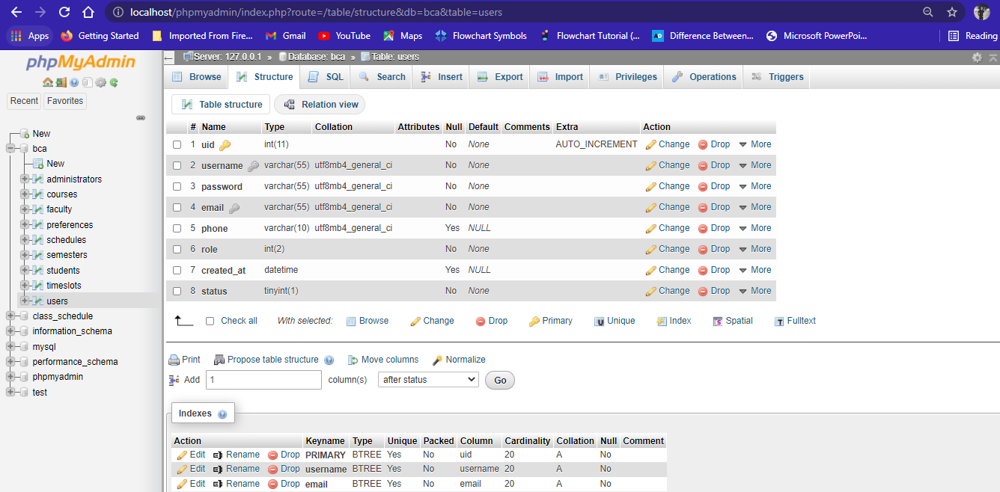 localhost/phpmyadmin/index.php?route=/table/structure&db=bca&table=users
Apps Getting Started Imported From Fire... Gmail YouTube Maps Flowchart Symbols Flowchart Tutorial (... Difference Between... Microsoft PowerPoi... Reading
phpMyAdmin
Recent Favorites
New
bca
New
administrators
courses
faculty
preferences
schedules
semesters
students
timeslots
users
class_schedule
information_schema
mysql
performance_schema
phpmyadmin
test
Server: 127.0.0.1 » Database: bca » Table: users
Browse Structure SQL Search Insert Export Import Privileges Operations Triggers
Table structure Relation view
# Name Type Collation Attributes Null Default Comments Extra Action
1 uid int(11) No None AUTO_INCREMENT Change Drop More
2 username varchar(55) utf8mb4_general_ci No None Change Drop More
3 password varchar(55) utf8mb4_general_ci No None Change Drop More
4 email varchar(55) utf8mb4_general_ci No None Change Drop More
5 phone varchar(10) utf8mb4_general_ci Yes NULL Change Drop More
6 role int(2) No None Change Drop More
7 created_at datetime Yes NULL Change Drop More
8 status tinyint(1) No None Change Drop More
Check all With selected: Browse Change Drop Primary Unique Index Spatial Fulltext
Print Propose table structure Move columns Normalize
Add 1 column(s) after status Go
Indexes
Action Keyname Type Unique Packed Column Cardinality Collation Null Comment
Edit Rename Drop PRIMARY BTREE Yes No uid 20 A No
Edit Rename Drop username BTREE Yes No username 20 A No
Edit Rename Drop email BTREE Yes No email 20 A No